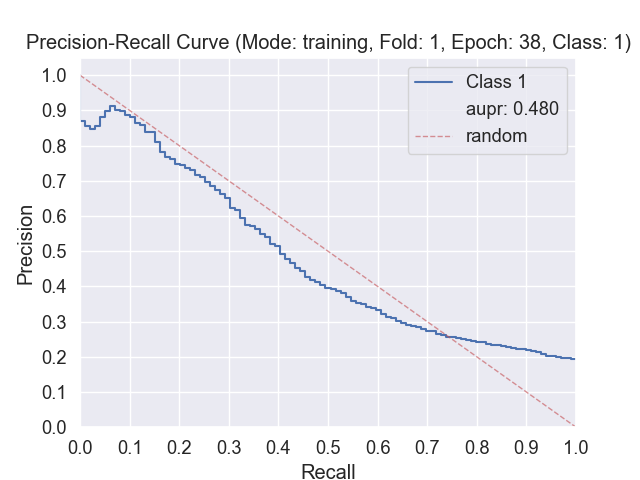 Precision-Recall Curve (Mode: training, Fold: 1, Epoch: 38, Class: 1)
1.0
0.9
0.8
0.7
0.6
0.5
0.4
0.3
0.2
0.1
0.0
Precision
Class 1
aupr: 0.480
random
0.0 0.1 0.2 0.3 0.4 0.5 0.6 0.7 0.8 0.9 1.0
Recall